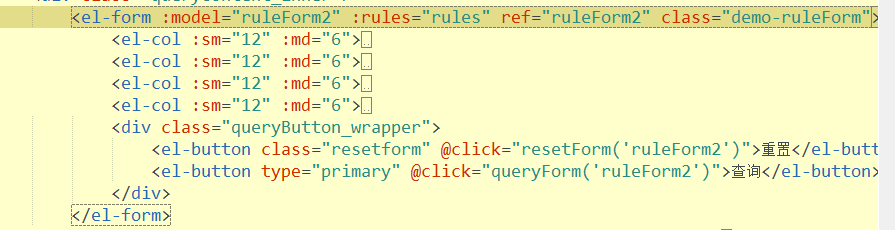 <el-form :model="ruleForm2" :rules="rules" ref="ruleForm2" class="demo-ruleForm">
<el-col :sm="12" :md="6">
<el-col :sm="12" :md="6">
<el-col :sm="12" :md="6">
<el-col :sm="12" :md="6">
<div class="queryButton_wrapper">
<el-button class="resetform" @click="resetForm('ruleForm2')">重置</el-butt
<el-button type="primary" @click="queryForm('ruleForm2')">查询</el-button>
</div>
</el-form>